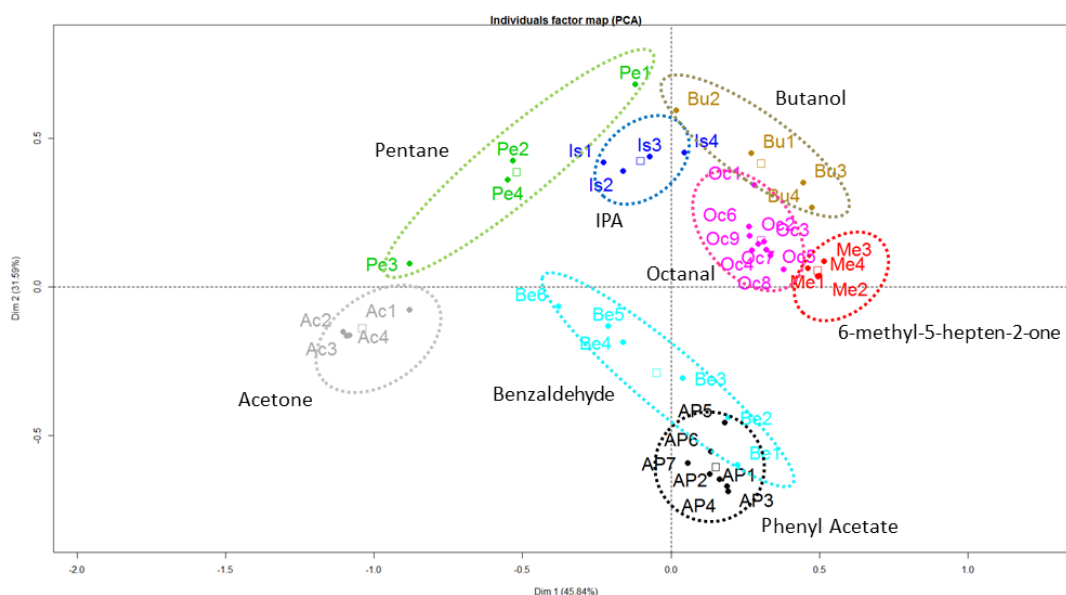 Individuals factor map (PCA)
Pe1
Bu2
Butanol
Pentane
Pe2
Is1
Is3
Is4
Bu1
Pe4
Is2
Oc1
Bu3
Bu4
IPA
Oc6
Oc2
Oc3
Oc9
Oc7
Oc5
Me3
Pe3
Octanal
Oc4
Oc8
Me4
Me1
Me2
Be6
6-methyl-5-hepten-2-one
Ac2
Ac1
Be5
Ac3
Ac4
Be4
Acetone
Benzaldehyde
Be3
AP5
Be2
AP6
Be1
AP7
AP2
AP1
AP4
AP3
Phenyl Acetate
Dim 2 (31.59%)
0.5
0.0
-0.5
-2.0
-1.5
-1.0
-0.5
0.0
0.5
1.0
Dim 1 (45.84%)